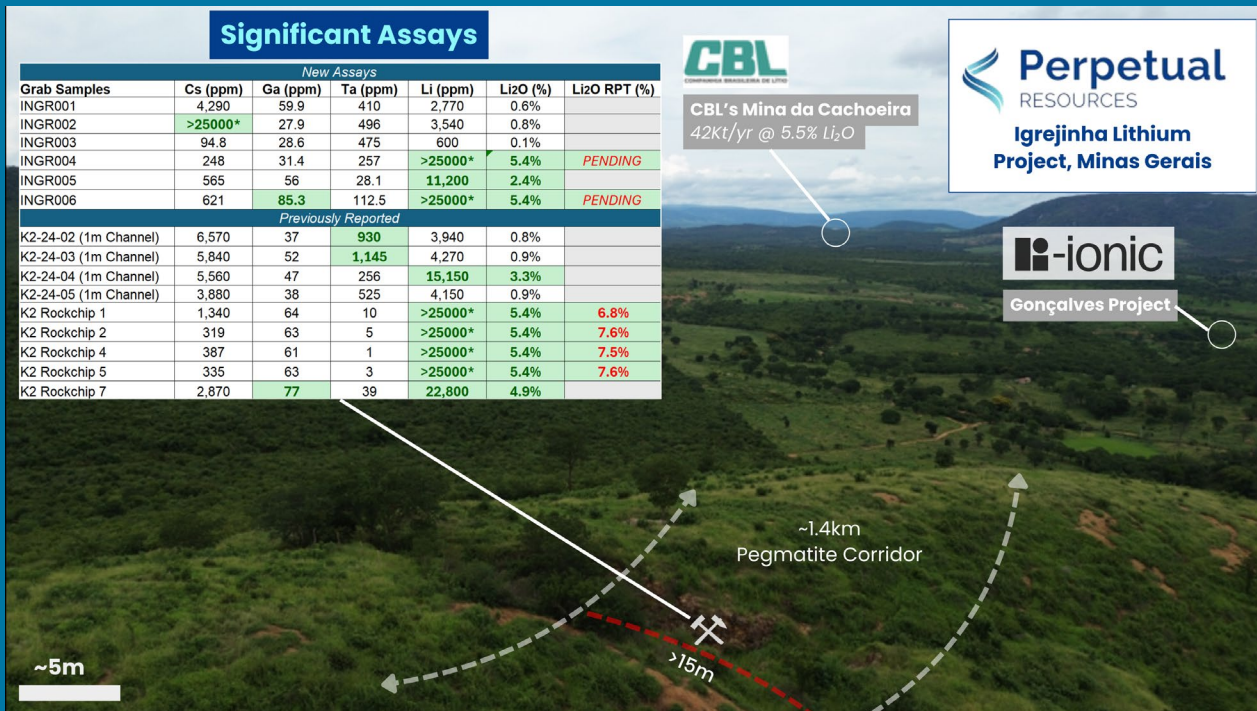 Significant Assays
New Assays
Grab Samples Cs (ppm) Ga (ppm) Ta (ppm) Li (ppm) Li2O (%) Li2O RPT (%)
INGR001 4,290 59.9 410 2,770 0.6%
INGR002 >25000* 27.9 496 3,540 0.8%
INGR003 94.8 28.6 475 600 0.1%
INGR004 248 31.4 257 >25000* 5.4% PENDING
INGR005 565 56 28.1 11,200 2.4%
INGR006 621 85.3 112.5 >25000* 5.4% PENDING
Previously Reported
K2-24-02 (1m Channel) 6,570 37 930 3,940 0.8%
K2-24-03 (1m Channel) 5,840 52 1,145 4,270 0.9%
K2-24-04 (1m Channel) 5,560 47 256 15,150 3.3%
K2-24-05 (1m Channel) 3,880 38 525 4,150 0.9%
K2 Rockchip 1 1,340 64 10 >25000* 5.4% 6.8%
K2 Rockchip 2 319 63 5 >25000* 5.4% 7.6%
K2 Rockchip 4 387 61 1 >25000* 5.4% 7.5%
K2 Rockchip 5 335 63 3 >25000* 5.4% 7.6%
K2 Rockchip 7 2,870 77 39 22,800 4.9%
CBL
COMPANHIA BRASILEIRA DE LÍTIO
CBL's Mina da Cachoeira
42Kt/yr @ 5.5% Li₂O
Perpetual
RESOURCES
Igrejinha Lithium
Project, Minas Gerais
-ionic
Gonçalves Project
~1.4km
Pegmatite Corridor
>15m
~5m